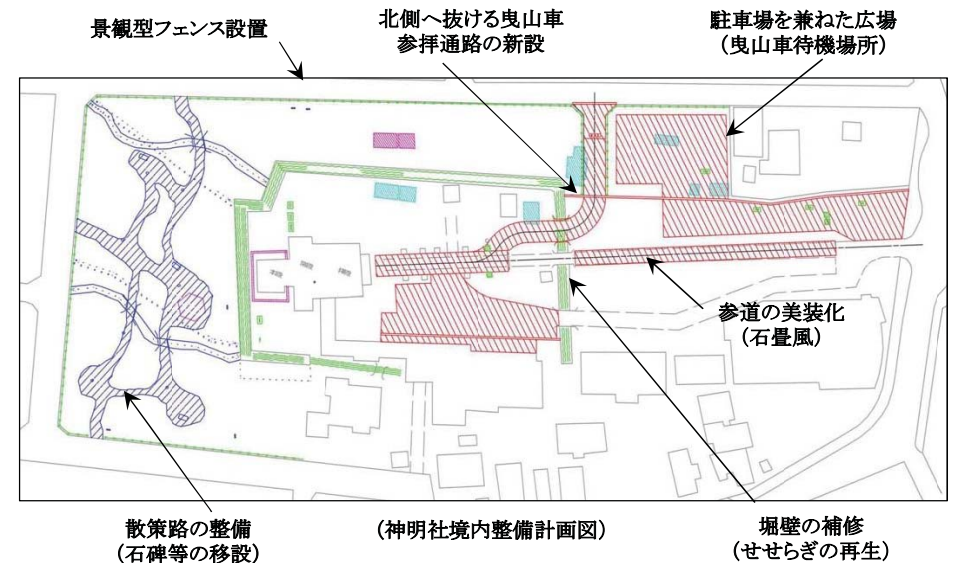 景観型フェンス設置
北側へ抜ける曳山車
参拝通路の新設
駐車場を兼ねた広場
（曳山車待機場所）
参道の美装化
（石畳風）
散策路の整備
（石碑等の移設）
（神明社境内整備計画図）
堀壁の補修
（せせらぎの再生）